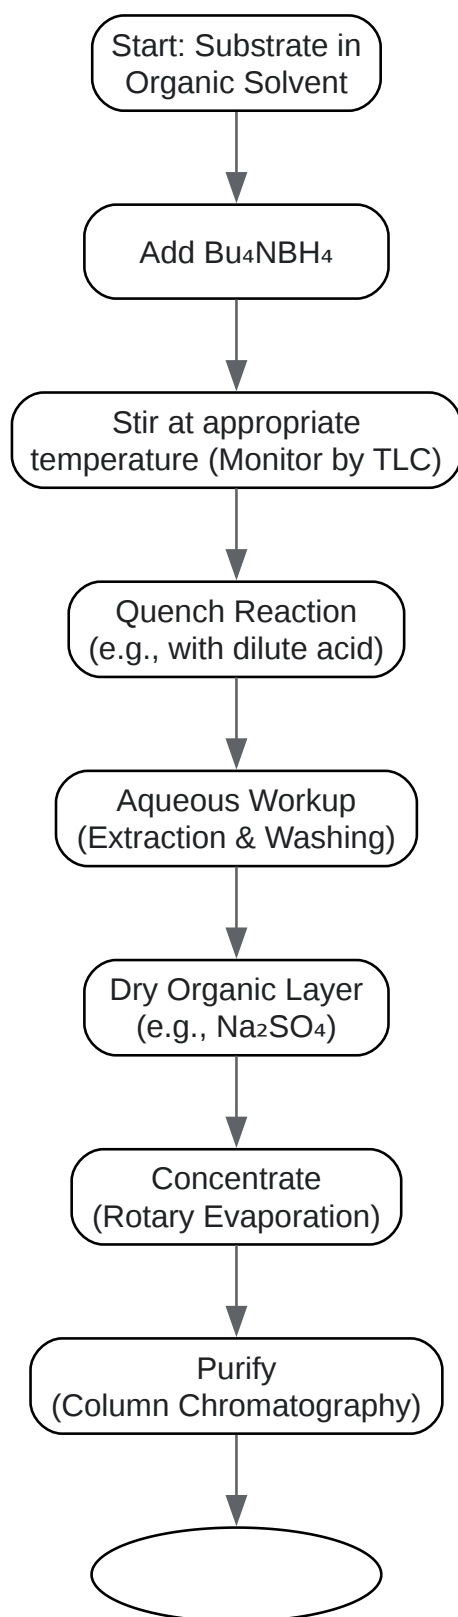 Start: Substrate in
Organic Solvent
Add Bu₄NBH₄
Stir at appropriate
temperature (Monitor by TLC)
Quench Reaction
(e.g., with dilute acid)
Aqueous Workup
(Extraction & Washing)
Dry Organic Layer
(e.g., Na₂SO₄)
Concentrate
(Rotary Evaporation)
Purify
(Column Chromatography)